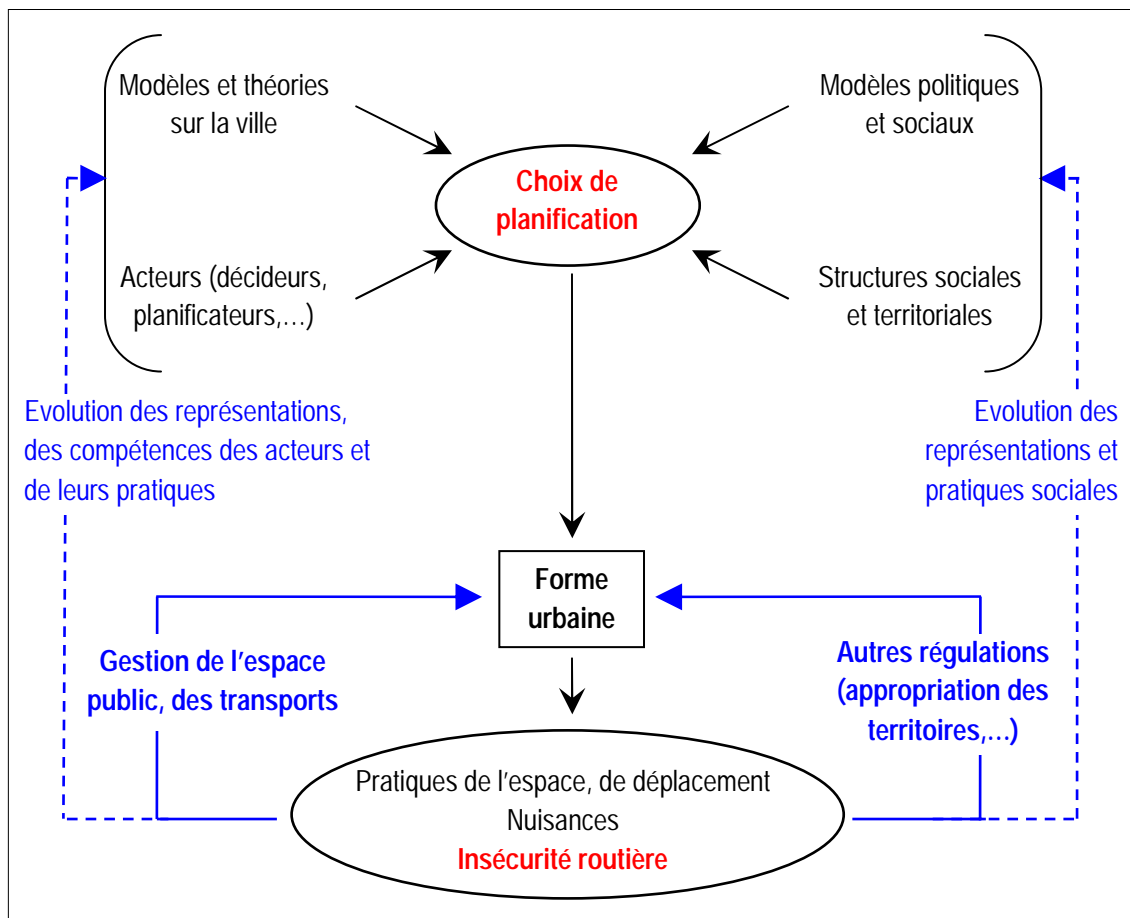 Modèles et théories
sur la ville
Modèles politiques
et sociaux
Choix de
planification
Acteurs (décideurs,
planificateurs,…)
Structures sociales
et territoriales
Evolution des représentations,
des compétences des acteurs et
de leurs pratiques
Evolution des
représentations et
pratiques sociales
Forme
urbaine
Gestion de l’espace
public, des transports
Autres régulations
(appropriation des
territoires,…)
Pratiques de l’espace, de déplacement
Nuisances
Insécurité routière